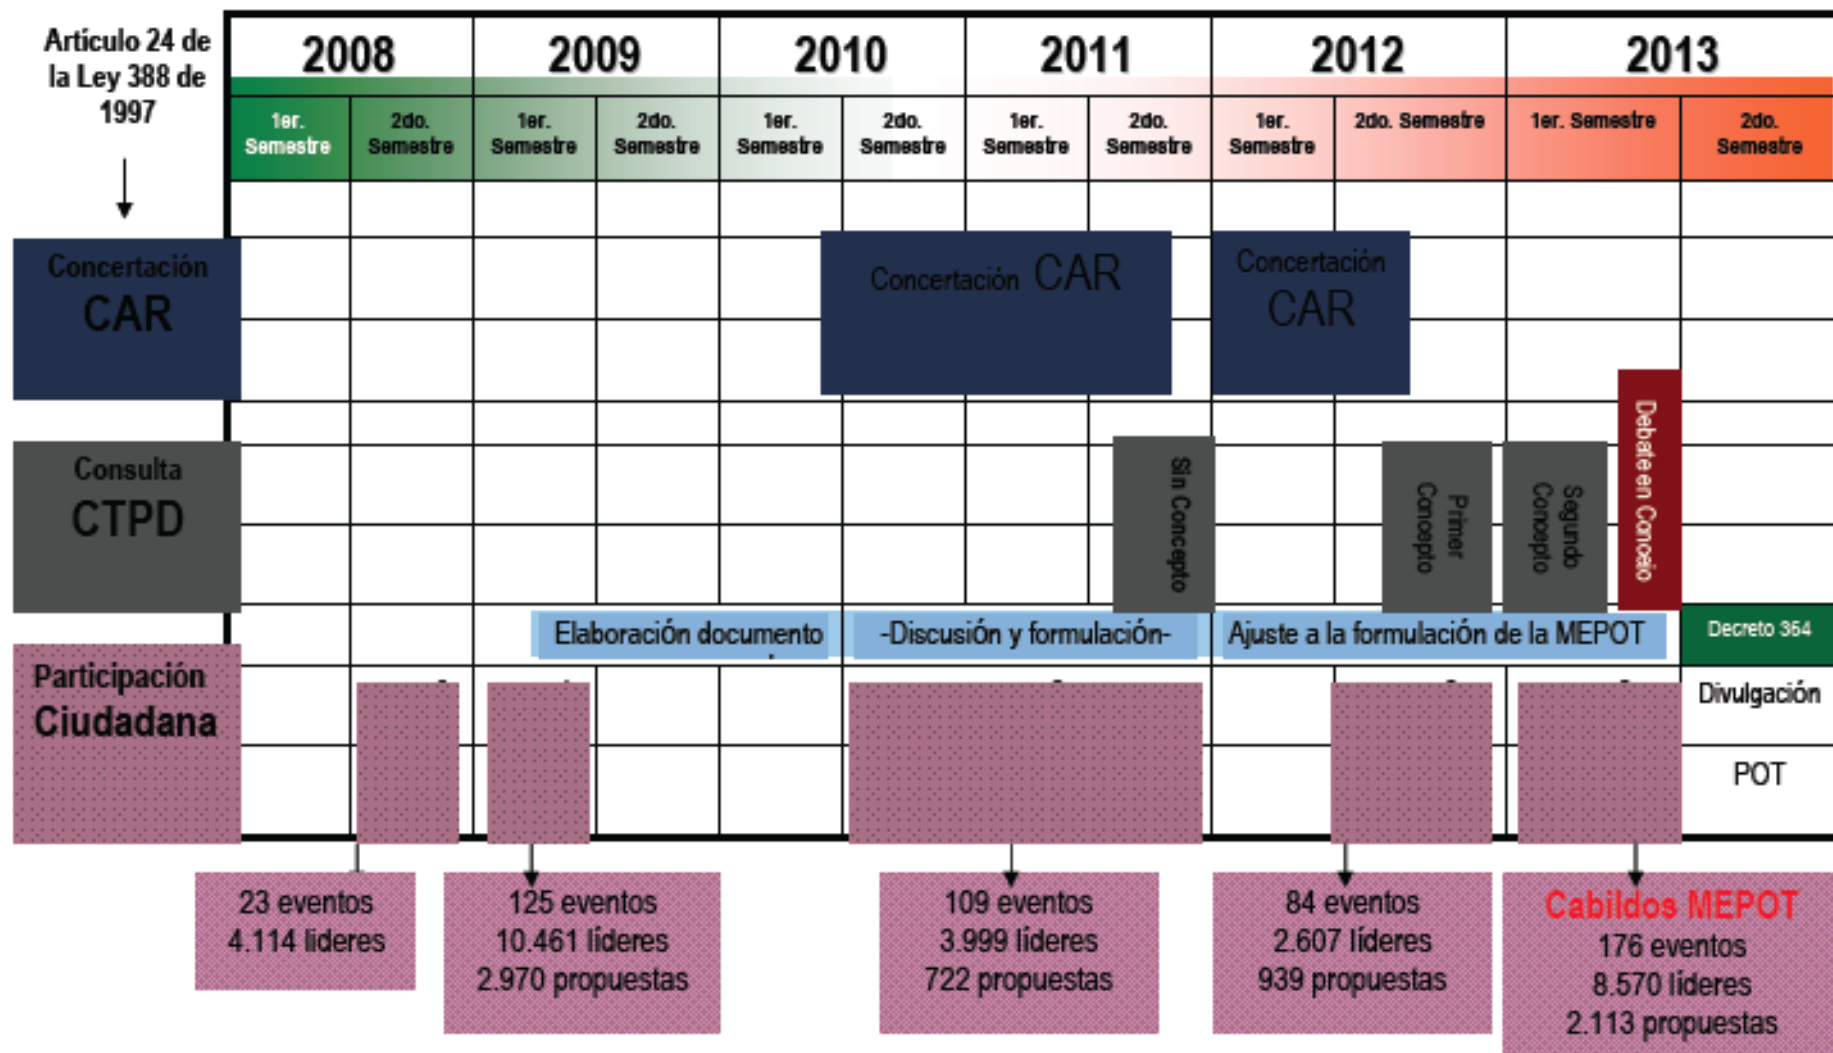 Artículo 24 de
la Ley 388 de
1997
2008
2009
2010
2011
2012
2013
1er.
Semestre
2do.
Semestre
1er.
Semestre
2do.
Semestre
1er.
Semestre
2do.
Semestre
1er.
Semestre
2do.
Semestre
1er.
Semestre
2do. Semestre
1er. Semestre
2do.
Semestre
Concertación
CAR
Concertación CAR
Concertación
CAR
Consulta
CTPD
Sin Concepto
Primer
Concepto
Segundo
Concepto
Debate en Concejo
Elaboración documento
-Discusión y formulación-
Ajuste a la formulación de la MEPOT
Decreto 364
Participación
Ciudadana
Divulgación
POT
23 eventos
4.114 lideres
125 eventos
10.461 líderes
2.970 propuestas
109 eventos
3.999 líderes
722 propuestas
84 eventos
2.607 líderes
939 propuestas
Cabildos MEPOT
176 eventos
8.570 líderes
2.113 propuestas